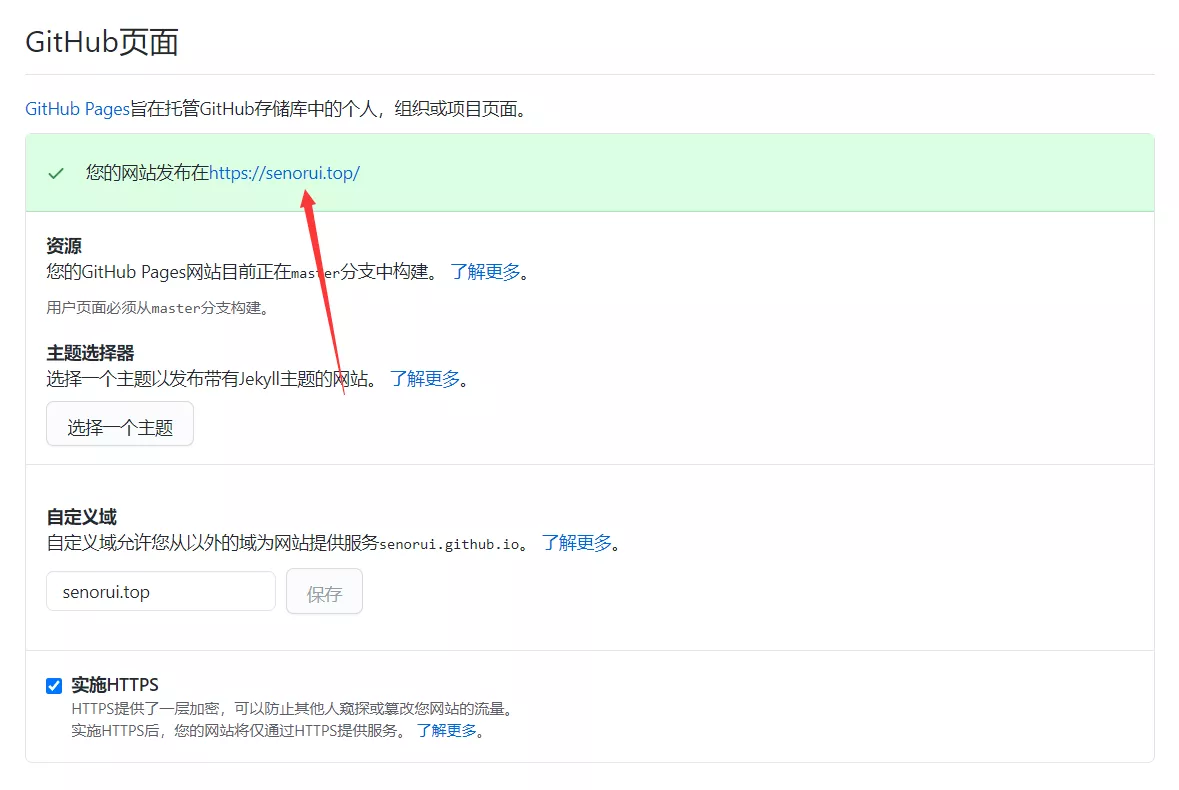 GitHub页面
GitHub Pages旨在托管GitHub存储库中的个人，组织或项目页面。
您的网站发布在https://senorui.top/
资源
您的GitHub Pages网站目前正在master分支中构建。 了解更多。
用户页面必须从master分支构建。
主题选择器
选择一个主题以发布带有Jekyll主题的网站。 了解更多。
选择一个主题
自定义域
自定义域允许您从以外的域为网站提供服务senorui.github.io。 了解更多。
senorui.top
保存
实施HTTPS
HTTPS提供了一层加密，可以防止其他人窥探或篡改您网站的流量。
实施HTTPS后，您的网站将仅通过HTTPS提供服务。 了解更多。